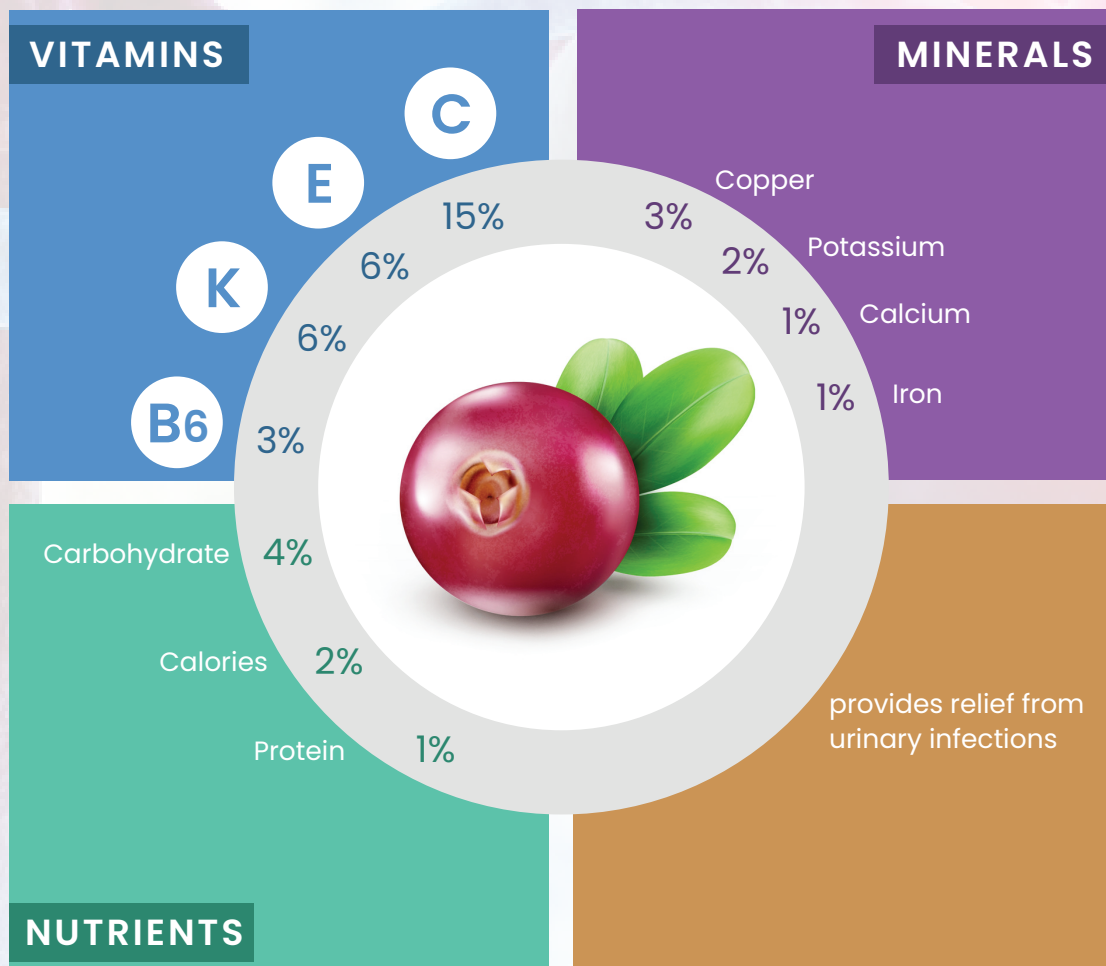 VITAMINS
C
15%
E
6%
K
6%
B6
3%
MINERALS
Copper
3%
Potassium
2%
Calcium
1%
Iron
1%
Carbohydrate 4%
Calories 2%
Protein 1%
NUTRIENTS
provides relief from
urinary infections